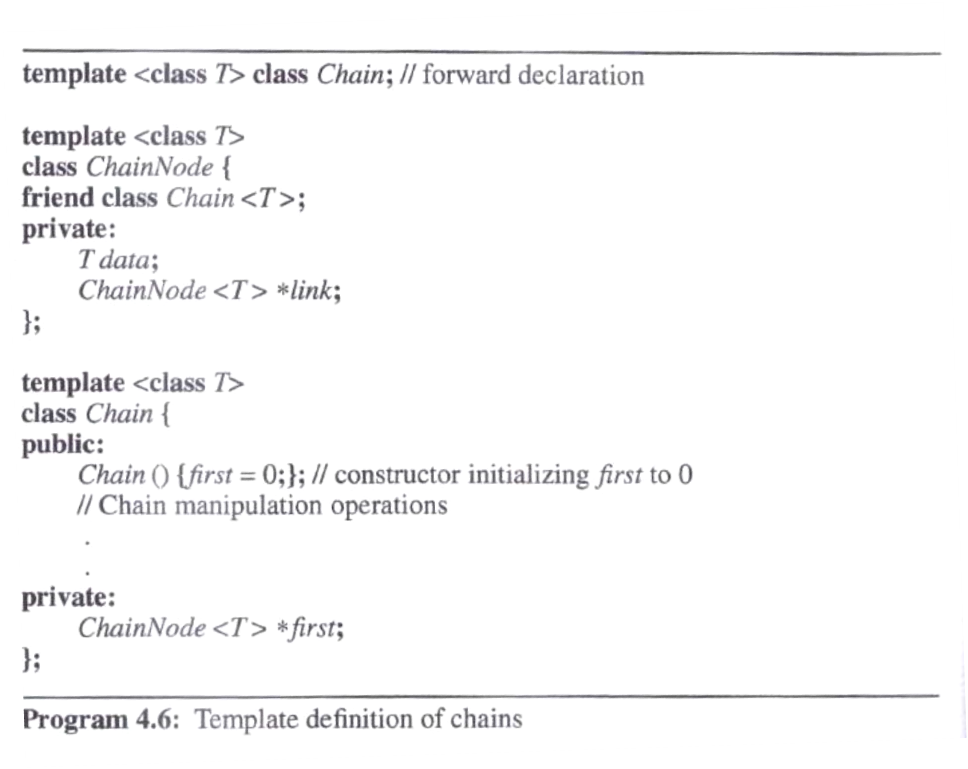 template <class T> class Chain; // forward declaration
template <class T>
class ChainNode {
friend class Chain <T>;
private:
T data;
ChainNode <T> *link;
};
template <class T>
class Chain {
public:
Chain () {first = 0;}; // constructor initializing first to 0
// Chain manipulation operations
.
.
private:
ChainNode <T> *first;
};
Program 4.6: Template definition of chains